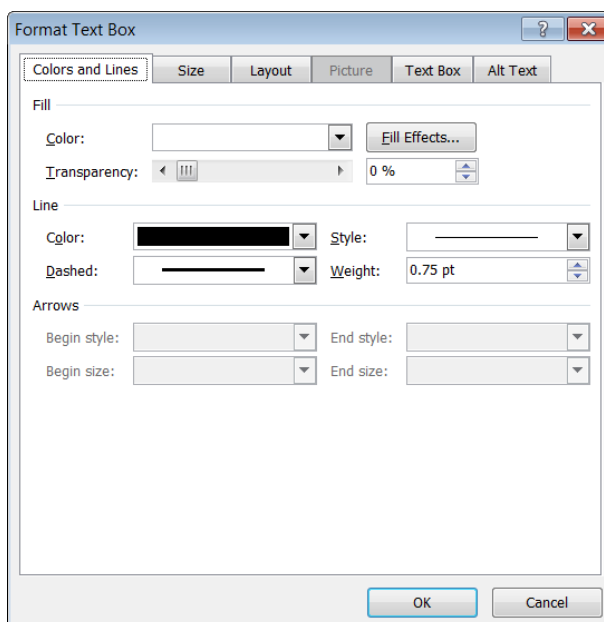 Format Text Box
Colors and Lines Size Layout Picture Text Box Alt Text
Fill
Color: Fill Effects...
Transparency: 0 %
Line
Color: Style:
Dashed: Weight: 0.75 pt
Arrows
Begin style: End style:
Begin size: End size:
OK Cancel